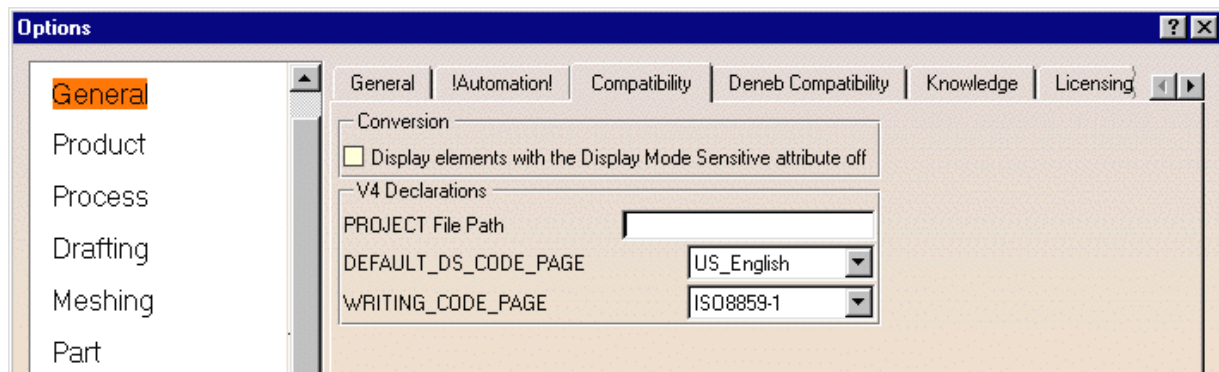 Options
General
Product
Process
Drafting
Meshing
Part
General !Automation! Compatibility Deneb Compatibility Knowledge Licensing
Conversion
Display elements with the Display Mode Sensitive attribute off
V4 Declarations
PROJECT File Path
DEFAULT_DS_CODE_PAGE US_English
WRITING_CODE_PAGE ISO8859-1